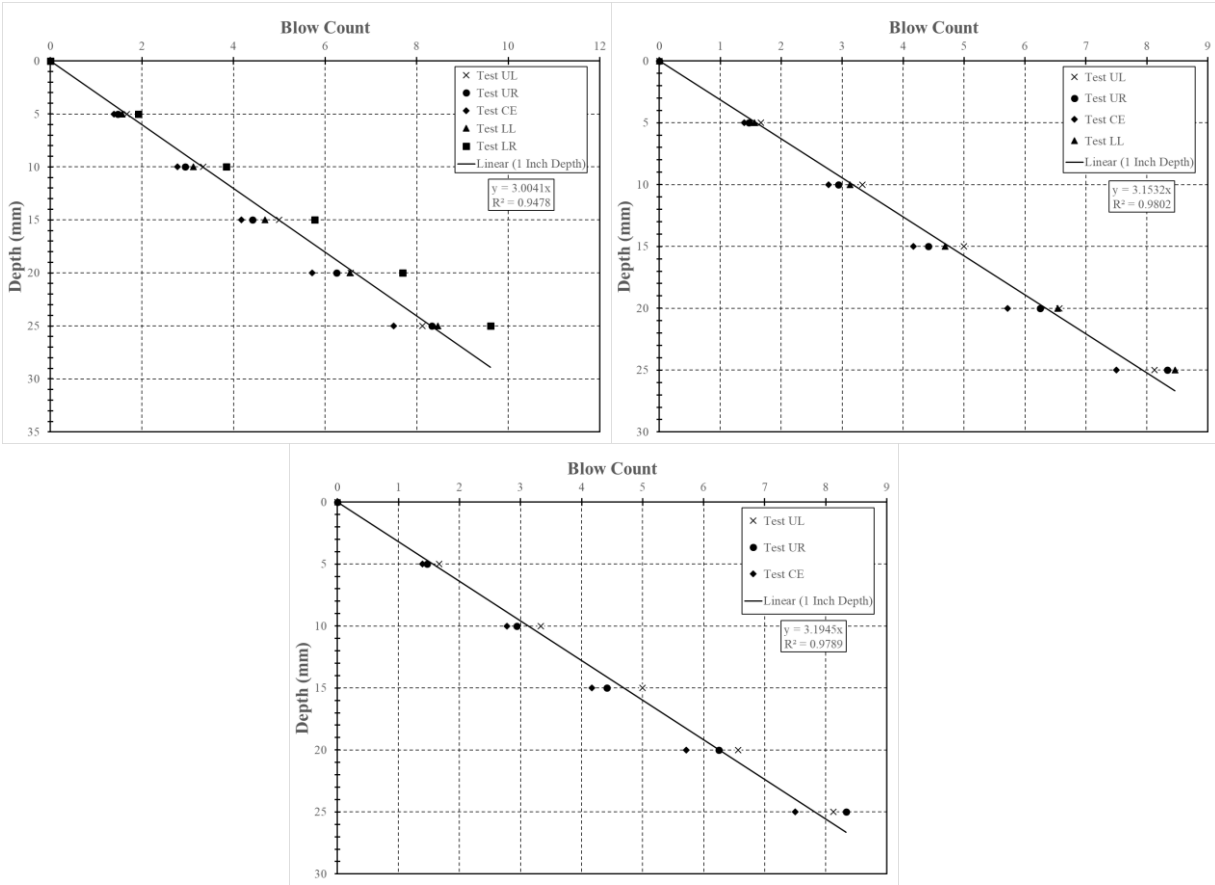 Blow Count
0 2 4 6 8 10 12
0
5
10
15
20
25
30
35
Depth (mm)
Test UL
Test UR
Test CE
Test LL
Test LR
Linear (1 Inch Depth)
y = 3.0041x
R² = 0.9478
Blow Count
0 1 2 3 4 5 6 7 8 9
0
5
10
15
20
25
30
Depth (mm)
Test UL
Test UR
Test CE
Test LL
Linear (1 Inch Depth)
y = 3.1532x
R² = 0.9802
Blow Count
0 1 2 3 4 5 6 7 8 9
0
5
10
15
20
25
30
Depth (mm)
Test UL
Test UR
Test CE
Linear (1 Inch Depth)
y = 3.1945x
R² = 0.9789